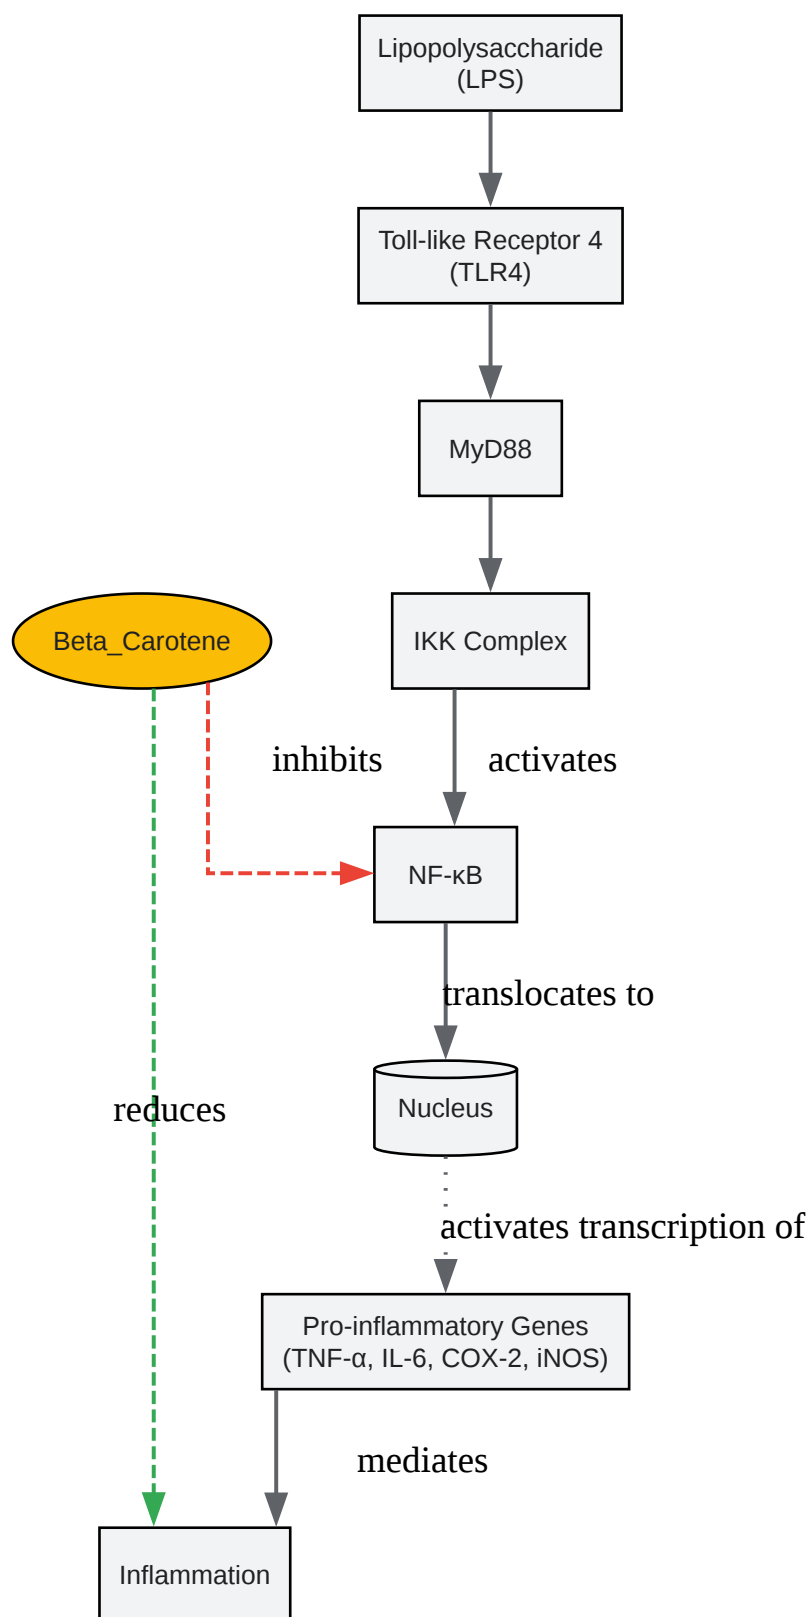 Lipopolysaccharide
(LPS)
Toll-like Receptor 4
(TLR4)
MyD88
Beta_Carotene
IKK Complex
inhibits
activates
NF-κB
translocates to
Nucleus
reduces
activates transcription of
Pro-inflammatory Genes
(TNF-α, IL-6, COX-2, iNOS)
mediates
Inflammation